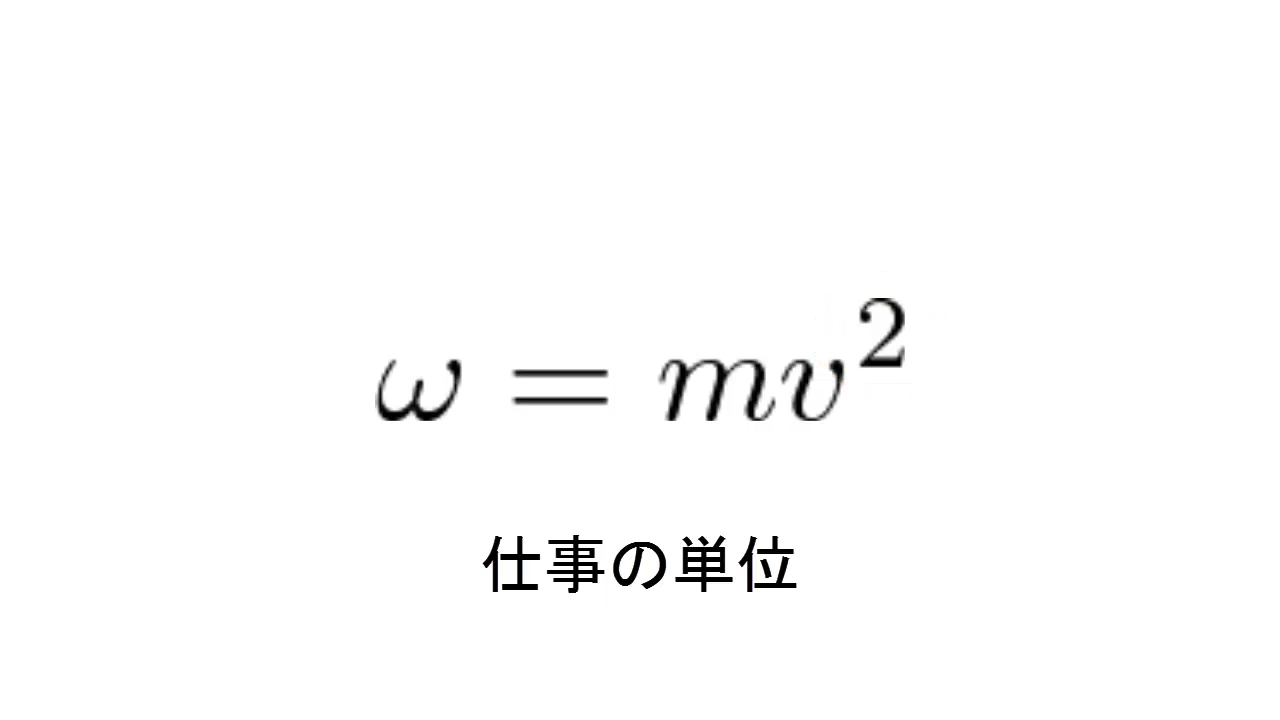 ω = mv²
仕事の単位